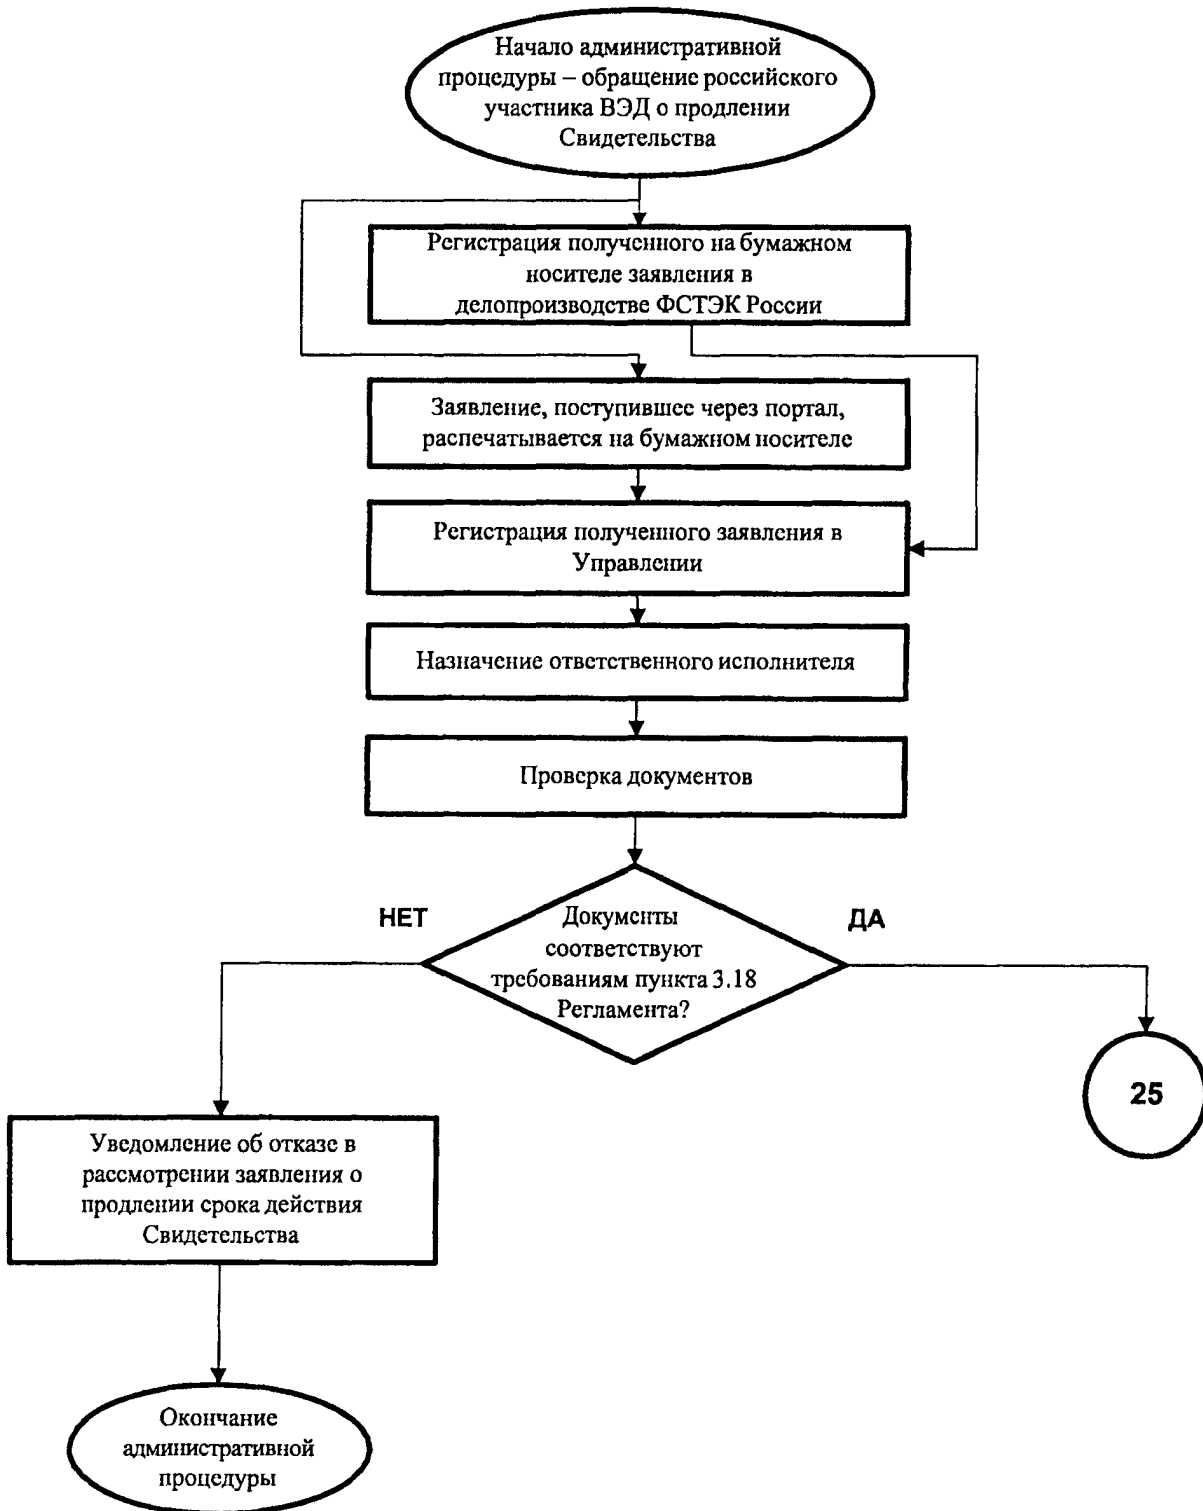 Начало административной
процедуры – обращение российского
участника ВЭД о продлении
Свидетельства
Регистрация полученного на бумажном
носителе заявления в
делопроизводстве ФСТЭК России
Заявление, поступившее через портал,
распечатывается на бумажном носителе
Регистрация полученного заявления в
Управлении
Назначение ответственного исполнителя
Проверка документов
НЕТ
Документы
соответствуют
требованиям пункта 3.18
Регламента?
ДА
25
Уведомление об отказе в
рассмотрении заявления о
продлении срока действия
Свидетельства
Окончание
административной
процедуры